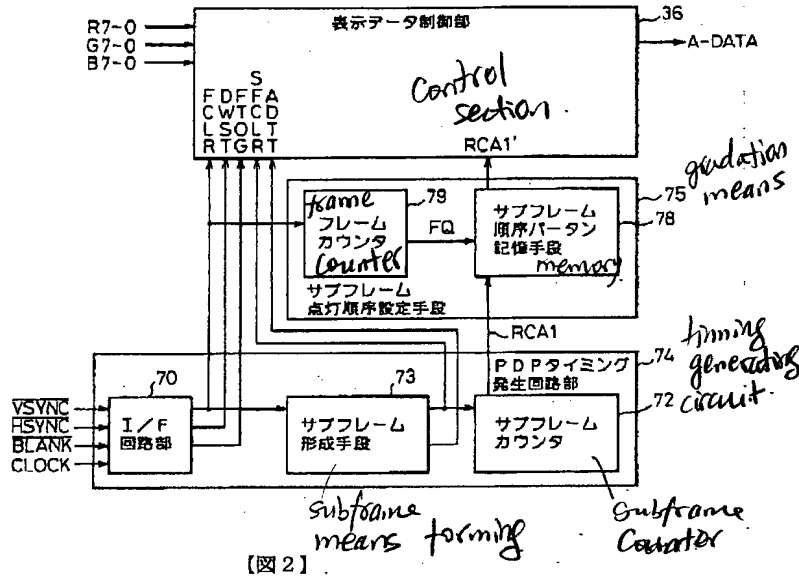 R7-0
G7-0
B7-0
表示データ制御部
36
A-DATA
control
section.
FCLR
DWST
FTOG
SFCLR
ADTT
RCA1'
gradation
means
75
frame
フレーム
カウンタ
counter
79
FQ
サブフレーム
順序パータン
記憶手段
memory
78
サブフレーム
点灯順序設定手段
RCA1
timing
generating
circuit.
PDPタイミング
発生回路部
74
VSYNC
HSYNC
BLANK
CLOCK
70
I/F
回路部
73
サブフレーム
形成手段
72
サブフレーム
カウンタ
subframe
means forming
subframe
Counter
【図2】